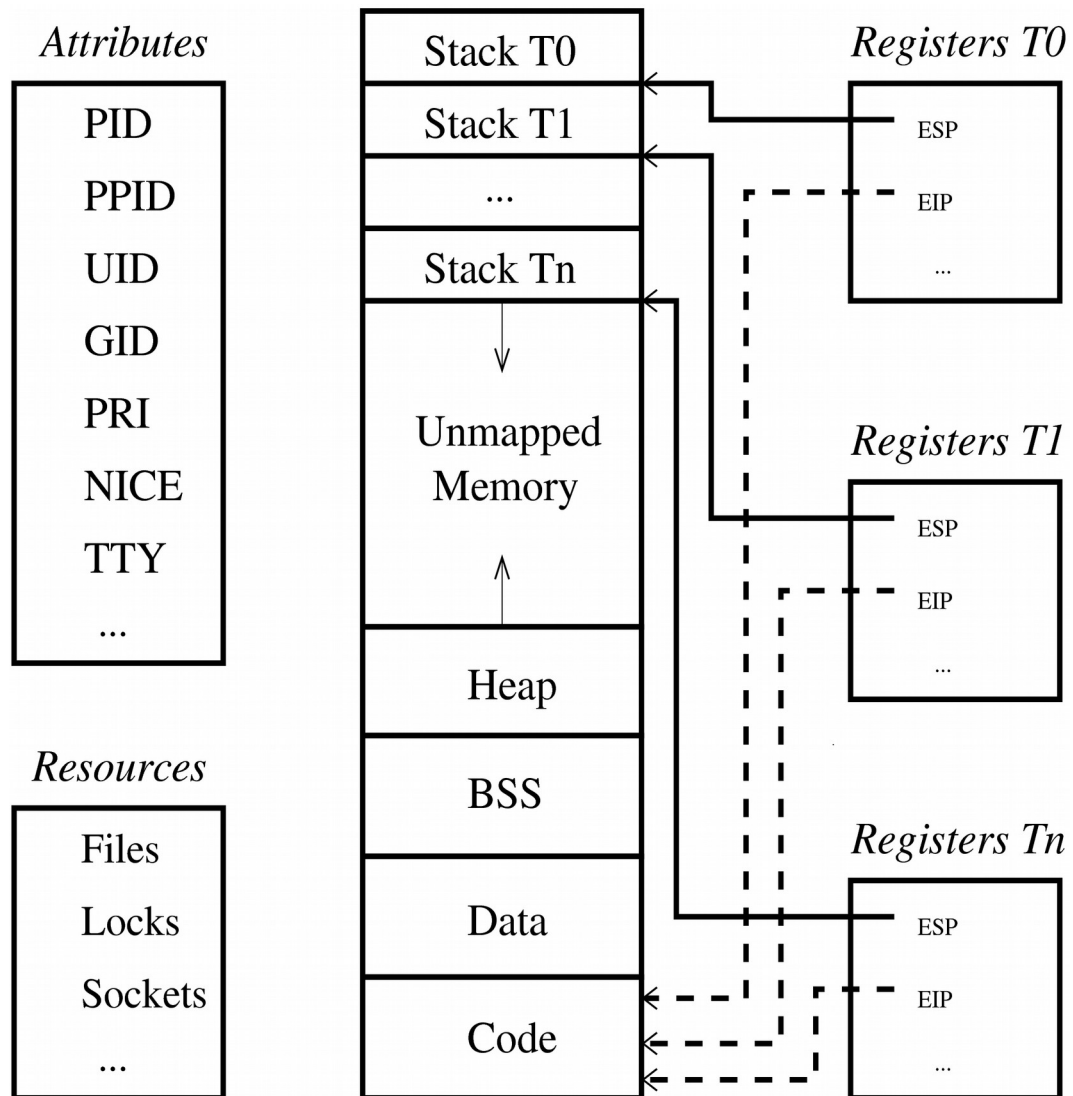 Attributes
PID
PPID
UID
GID
PRI
NICE
TTY
...
Resources
Files
Locks
Sockets
...
Stack T0
Stack T1
...
Stack Tn
Unmapped
Memory
Heap
BSS
Data
Code
Registers T0
ESP
EIP
...
Registers T1
ESP
EIP
...
Registers Tn
ESP
EIP
...